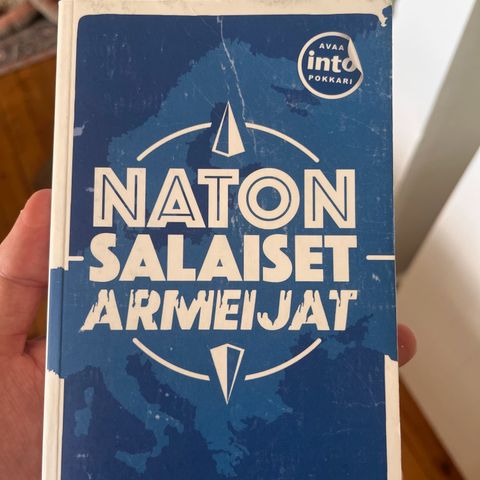 AVAA
into
POKKARI
NATON
SALAISET
ARMEIJAT